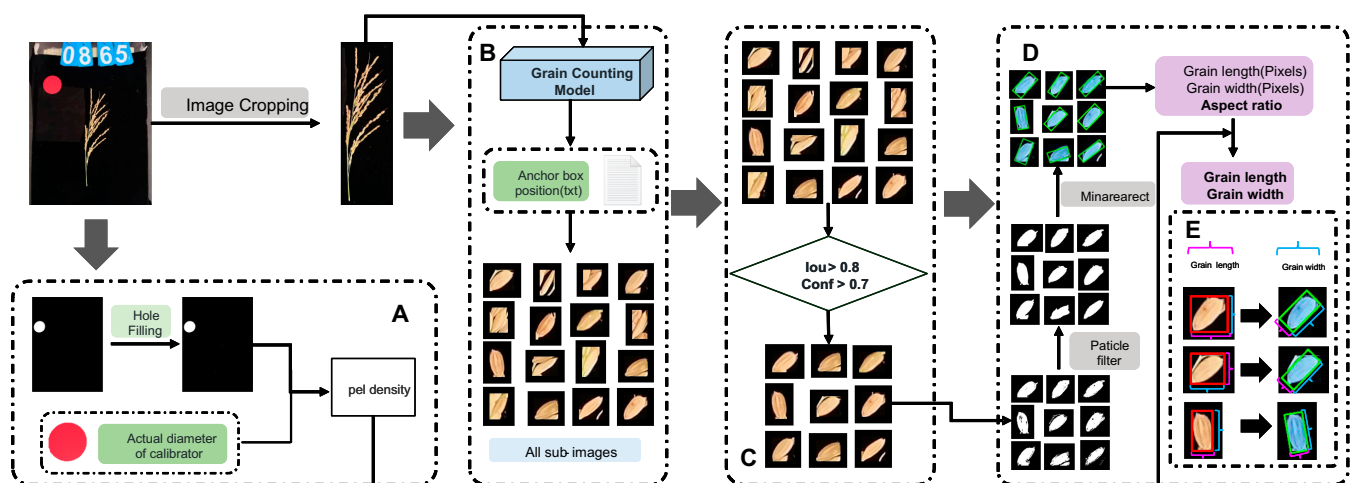 0865
Image Cropping
A
Hole
Filling
pel density
Actual diameter
of calibrator
B
Grain Counting
Model
Anchor box
position(txt)
All sub-images
Iou> 0.8
Conf > 0.7
C
D
Grain length(Pixels)
Grain width(Pixels)
Aspect ratio
Grain length
Grain width
Minarearect
Paticle
filter
E
Grain length
Grain width